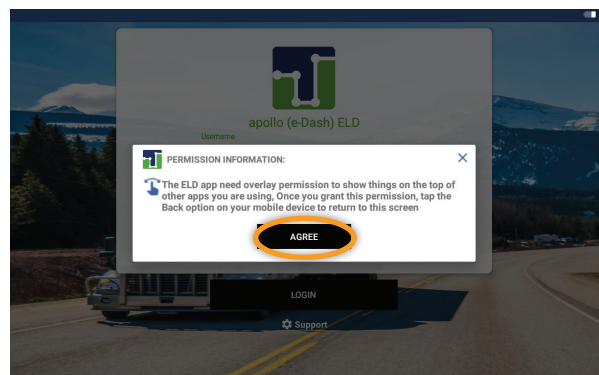 apollo (e-Dash) ELD
Username
PERMISSION INFORMATION:
The ELD app need overlay permission to show things on the top of
other apps you are using, Once you grant this permission, tap the
Back option on your mobile device to return to this screen
AGREE
LOGIN
Support